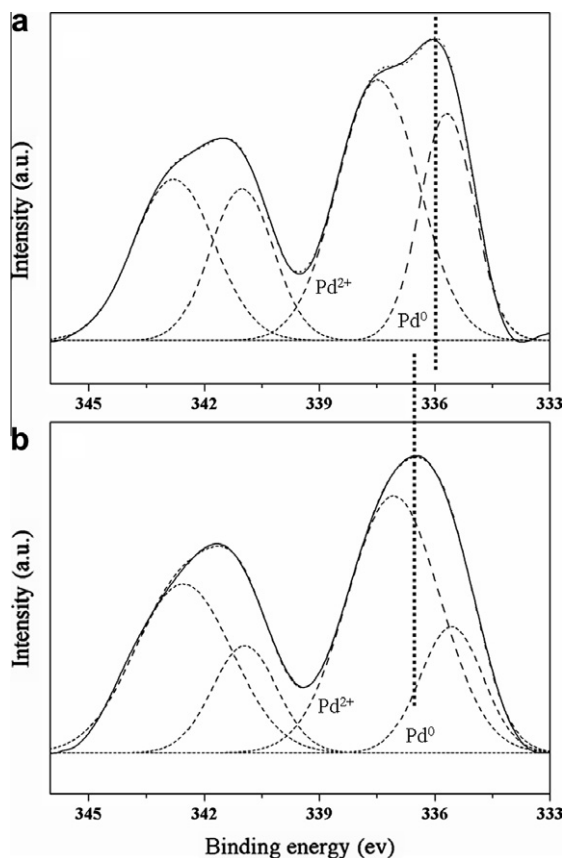 a
Intensity (a.u.)
Pd²⁺
Pd⁰
345 342 339 336 333
b
Intensity (a.u.)
Pd²⁺
Pd⁰
345 342 339 336 333
Binding energy (ev)